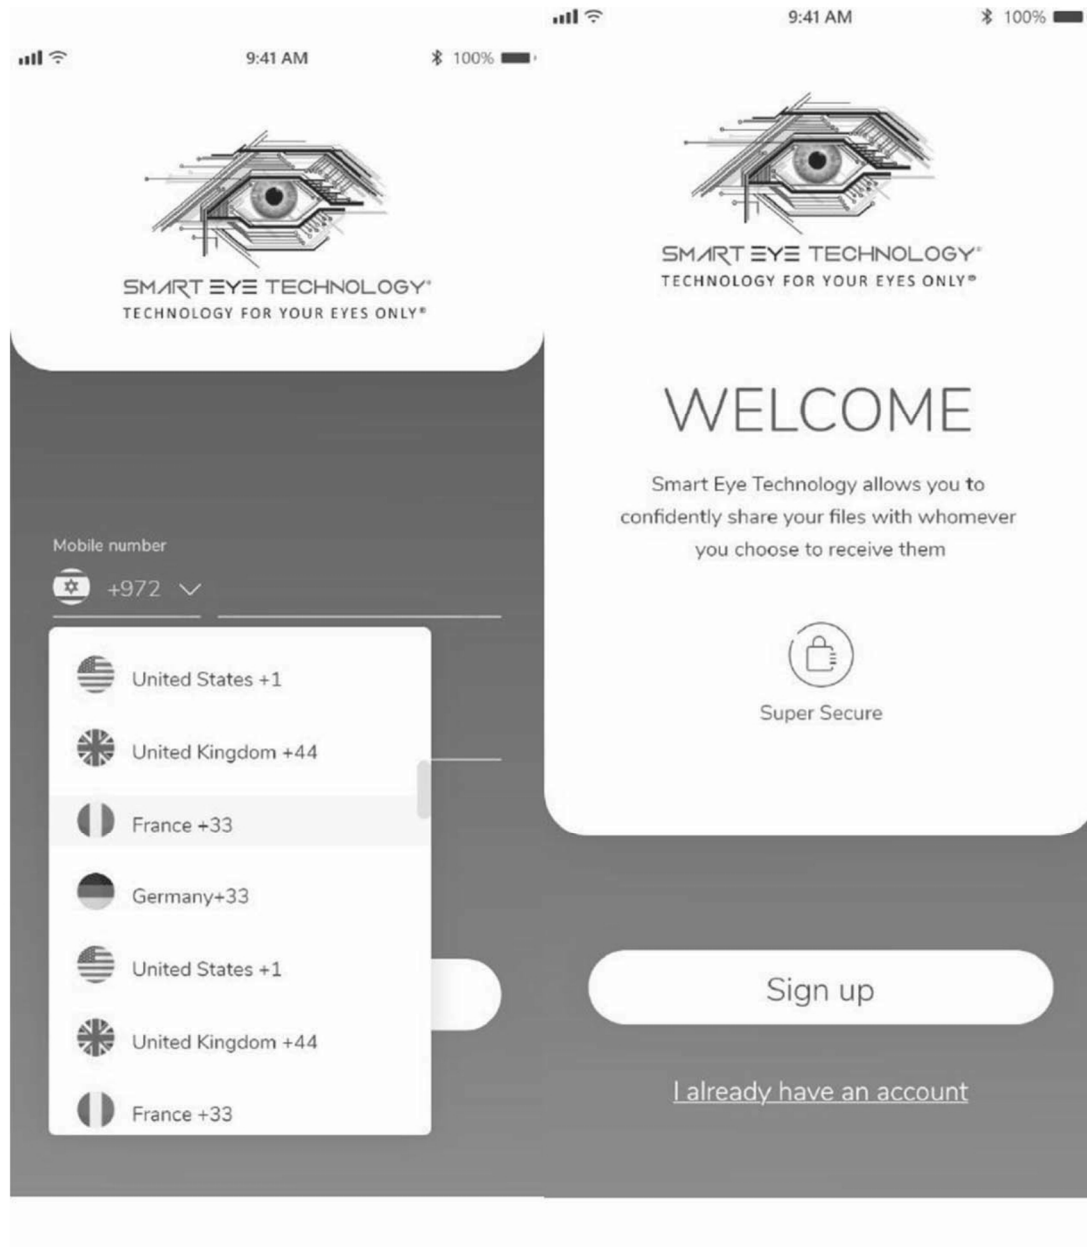 9:41 AM
100%
SMART EYE TECHNOLOGY®
TECHNOLOGY FOR YOUR EYES ONLY®
Mobile number
+972
United States +1
United Kingdom +44
France +33
Germany+33
United States +1
United Kingdom +44
France +33
9:41 AM
100%
SMART EYE TECHNOLOGY®
TECHNOLOGY FOR YOUR EYES ONLY®
WELCOME
Smart Eye Technology allows you to
confidently share your files with whomever
you choose to receive them
Super Secure
Sign up
I already have an account